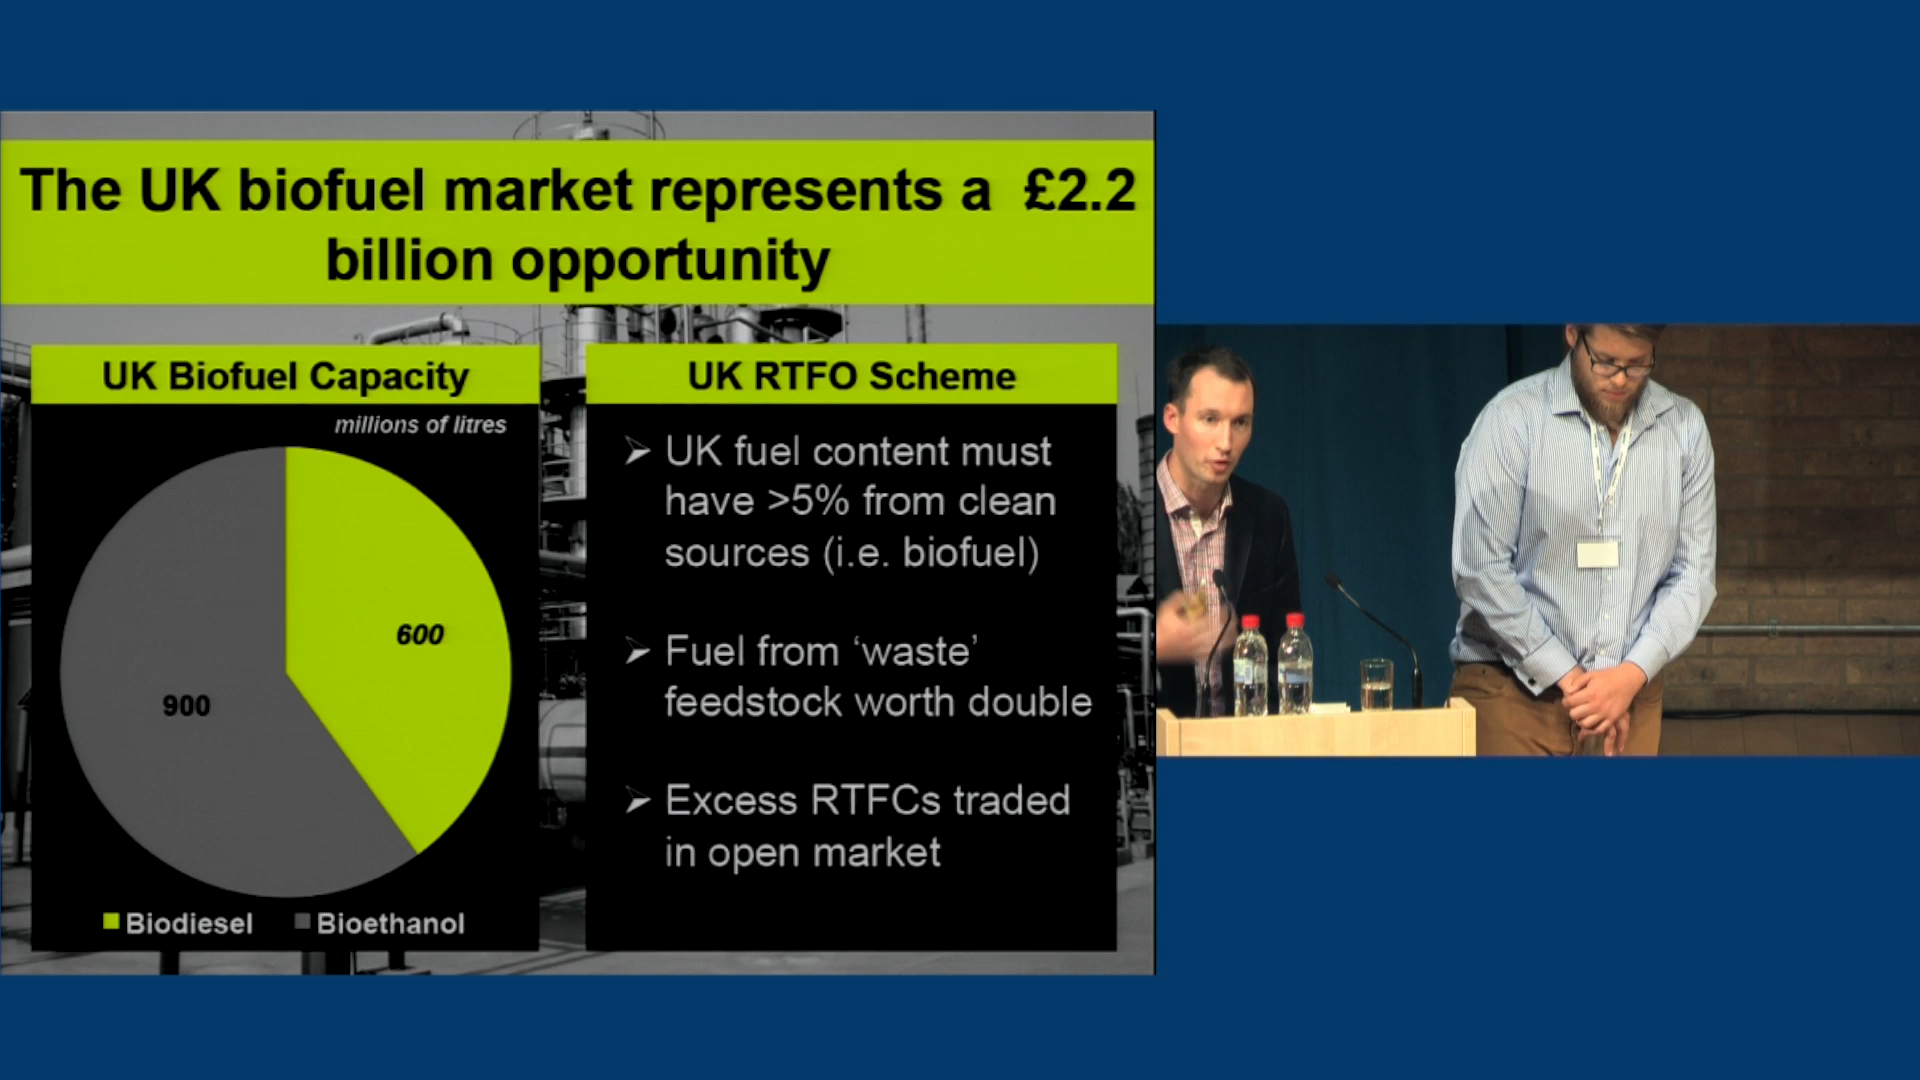 The UK biofuel market represents a £2.2
billion opportunity
UK Biofuel Capacity
millions of litres
600
900
Biodiesel
Bioethanol
UK RTFO Scheme
➢ UK fuel content must
have >5% from clean
sources (i.e. biofuel)
➢ Fuel from ‘waste’
feedstock worth double
➢ Excess RTFCs traded
in open market